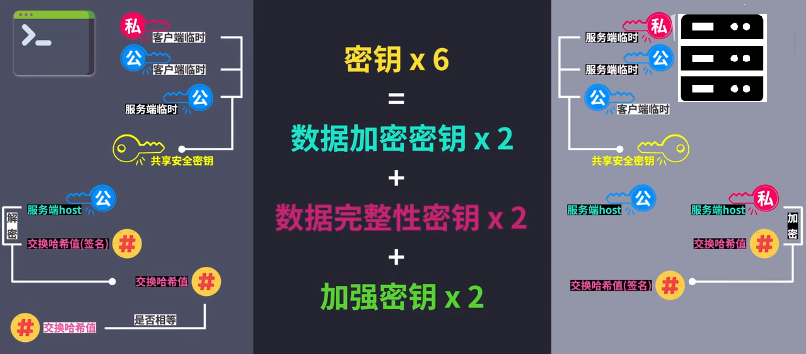 私
客户端临时
公
客户端临时
服务端临时
公
共享安全密钥
公
服务端host
解密
交换哈希值(签名)
#
交换哈希值
#
#
交换哈希值
是否相等
密钥 x 6
=
数据加密密钥 x 2
+
数据完整性密钥 x 2
+
加强密钥 x 2
私
服务端临时
公
服务端临时
公
客户端临时
共享安全密钥
公
服务端host
私
服务端host
加密
交换哈希值
#
交换哈希值(签名)
#